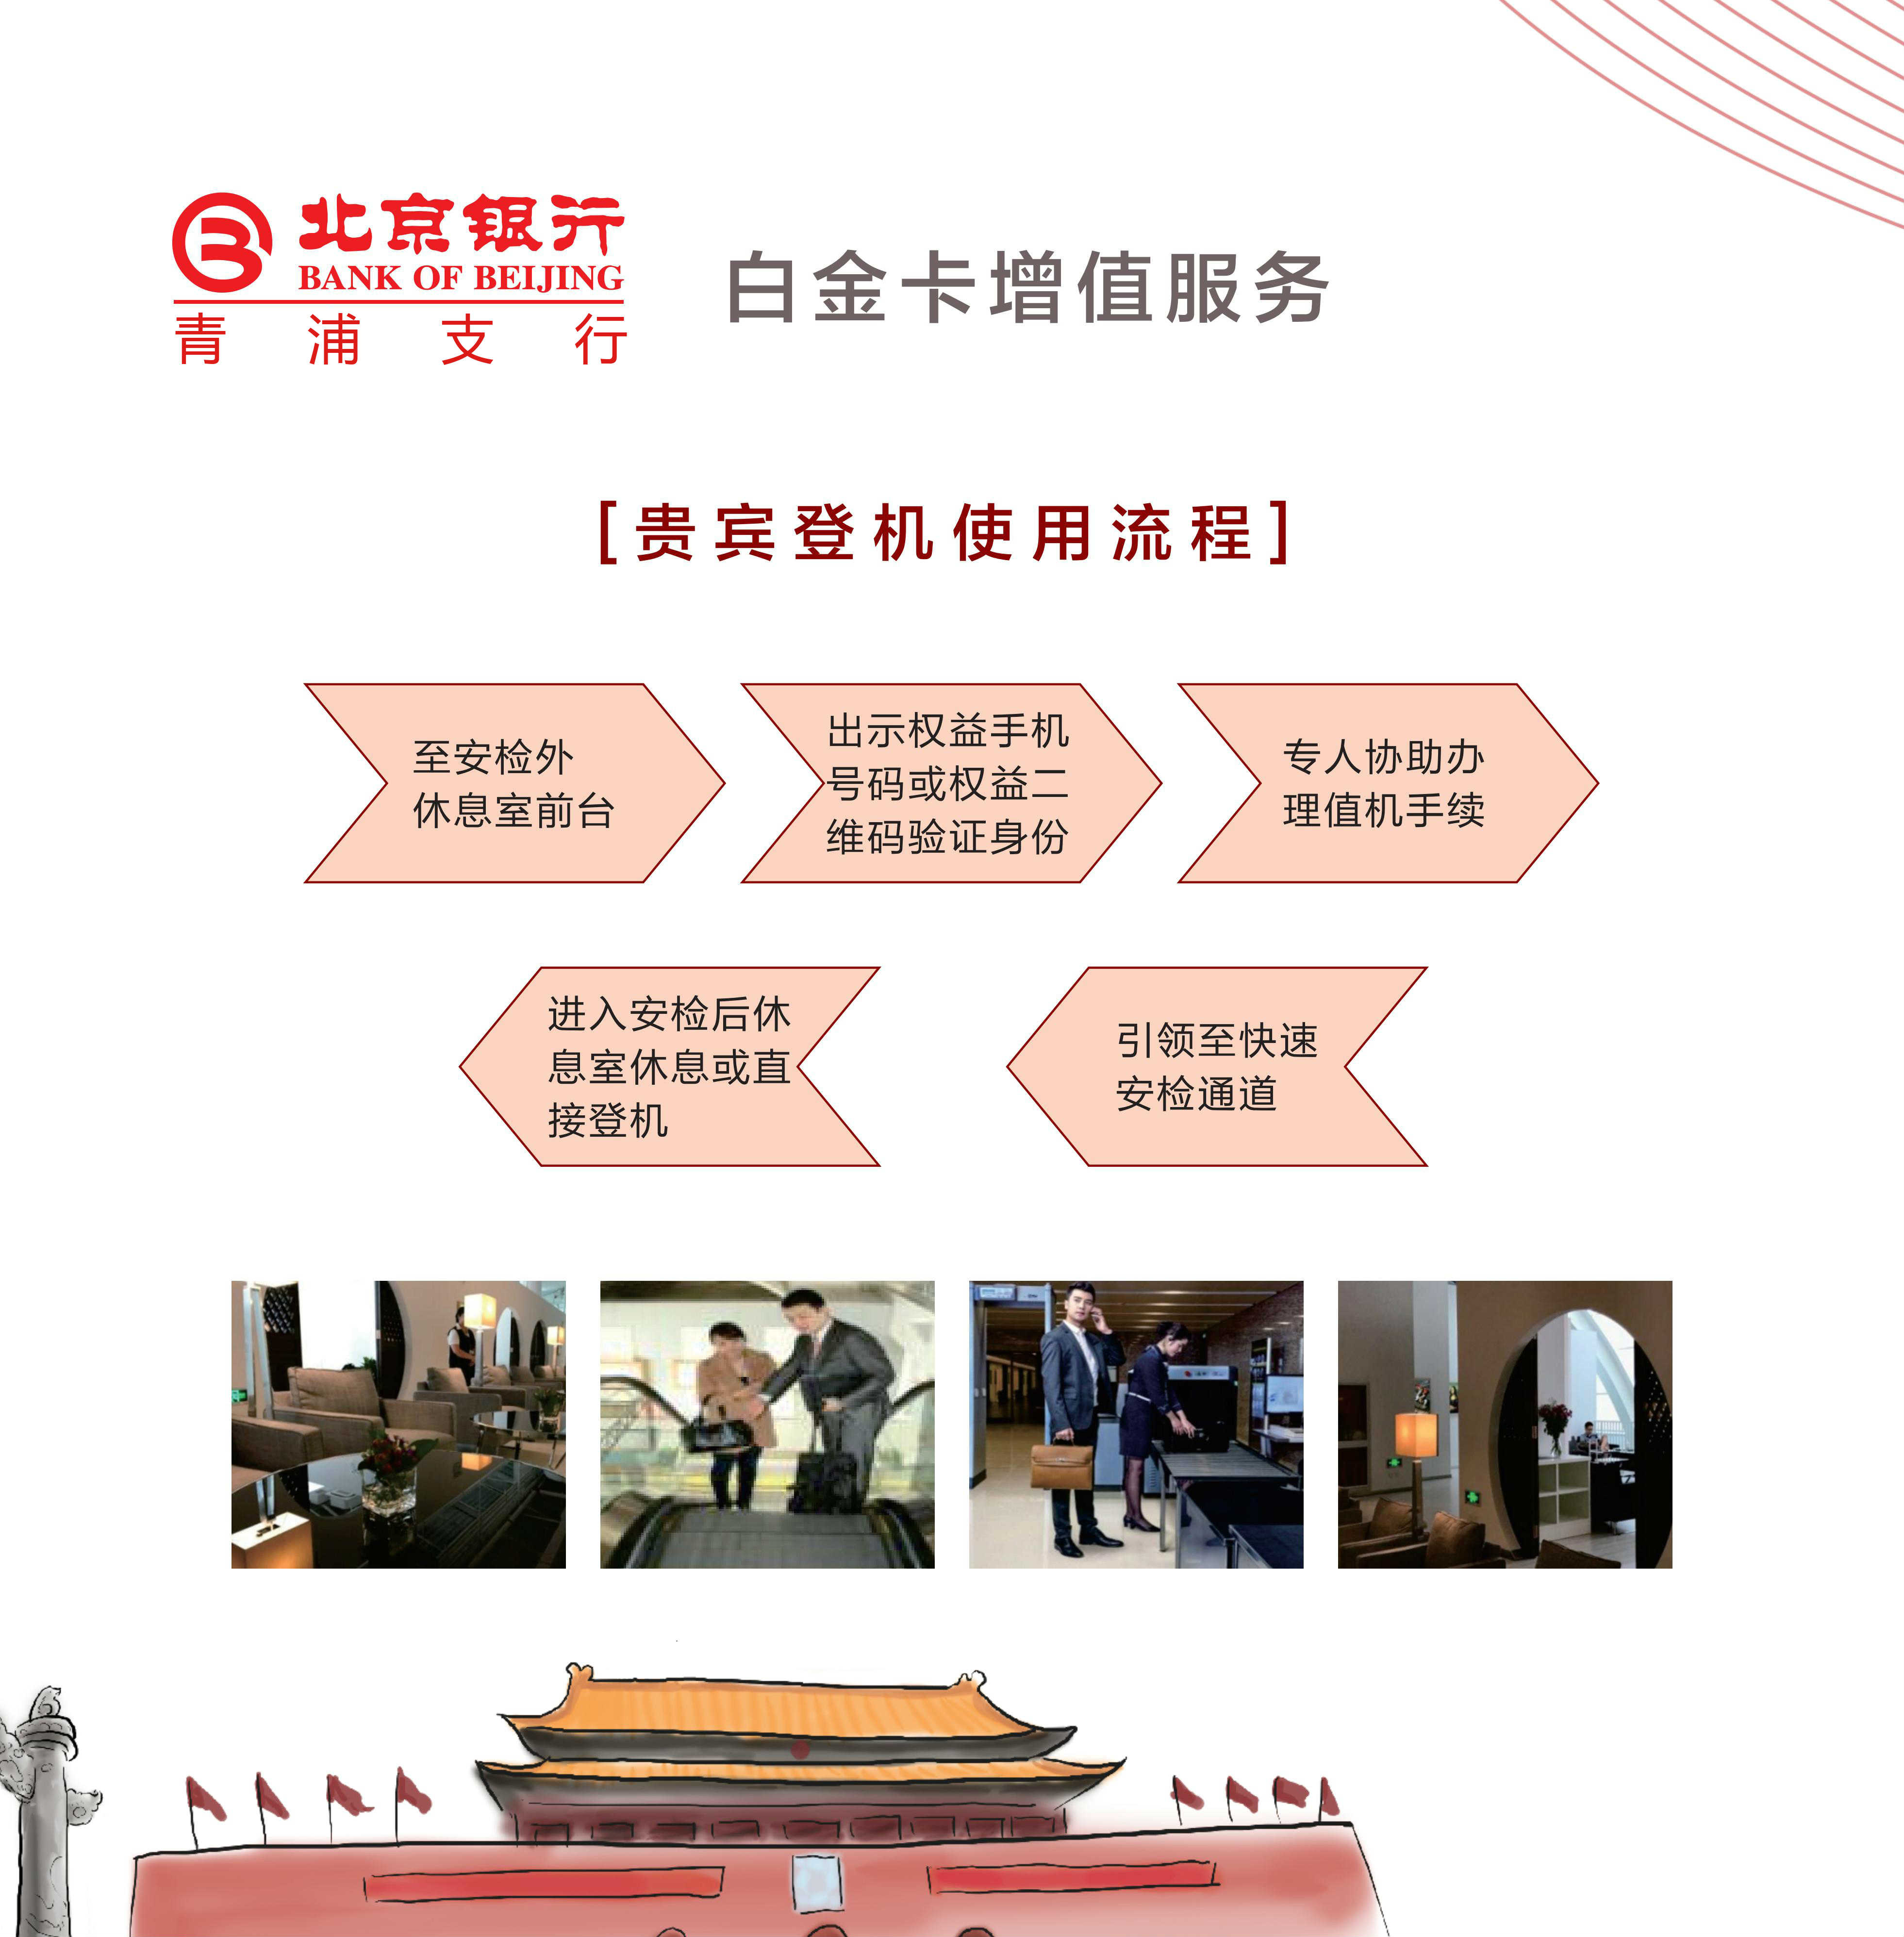 北京银行
BANK OF BEIJING
青浦支行
白金卡增值服务
[贵宾登机使用流程]
至安检外
休息室前台
出示权益手机
号码或权益二
维码验证身份
专人协助办
理值机手续
引领至快速
安检通道
进入安检后休
息室休息或直
接登机